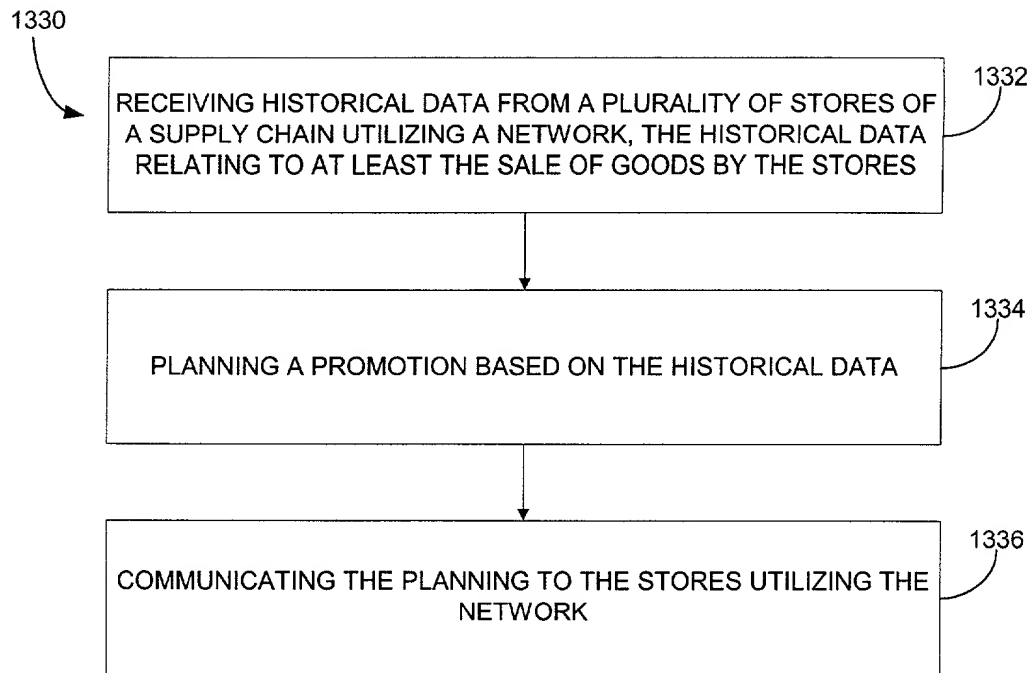 1330
1332
RECEIVING HISTORICAL DATA FROM A PLURALITY OF STORES OF
A SUPPLY CHAIN UTILIZING A NETWORK, THE HISTORICAL DATA
RELATING TO AT LEAST THE SALE OF GOODS BY THE STORES
1334
PLANNING A PROMOTION BASED ON THE HISTORICAL DATA
1336
COMMUNICATING THE PLANNING TO THE STORES UTILIZING THE
NETWORK